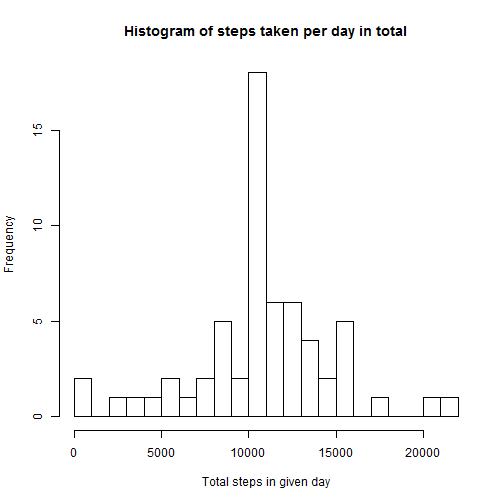 Histogram of steps taken per day in total
15
10
5
0
Frequency
0 5000 10000 15000 20000
Total steps in given day